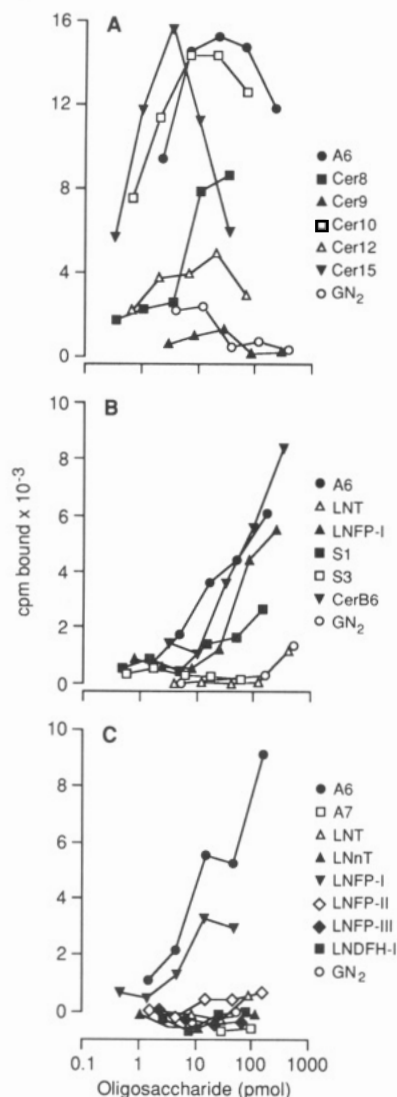 A
16
12
8
4
0
A6
Cer8
Cer9
Cer10
Cer12
Cer15
GN2
cpm bound x 10-3
B
10
8
6
4
2
0
A6
LNT
LNFP-I
S1
S3
CerB6
GN2
C
10
8
6
4
2
0
A6
A7
LNT
LNnT
LNFP-I
LNFP-II
LNFP-III
LNDFH-I
GN2
0.1 1 10 100 1000
Oligosaccharide (pmol)